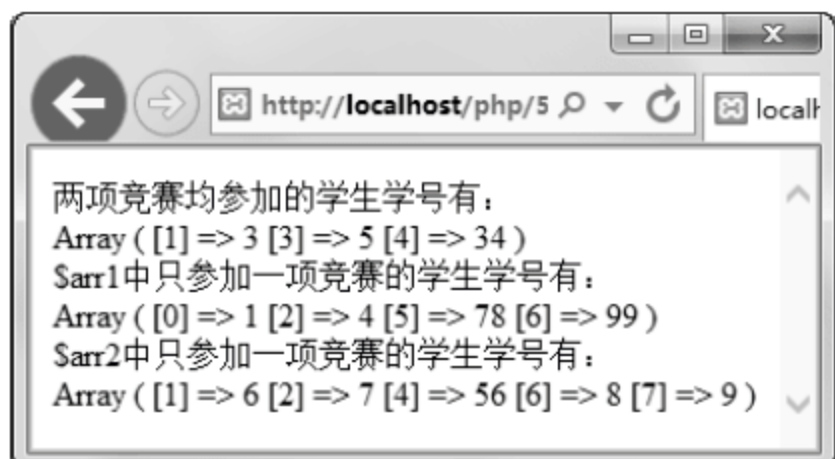 http://localhost/php/5
localh
两项竞赛均参加的学生学号有：
Array ( [1] => 3 [3] => 5 [4] => 34 )
$arr1中只参加一项竞赛的学生学号有：
Array ( [0] => 1 [2] => 4 [5] => 78 [6] => 99 )
$arr2中只参加一项竞赛的学生学号有：
Array ( [1] => 6 [2] => 7 [4] => 56 [6] => 8 [7] => 9 )